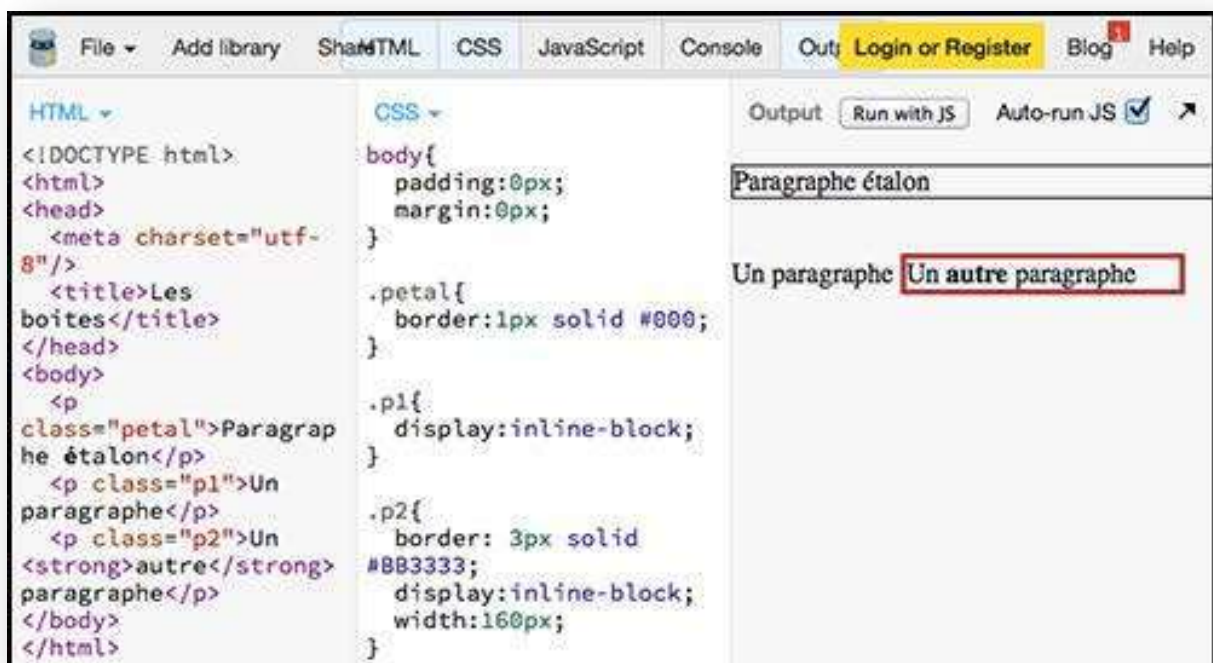 File Add library Share HTML CSS JavaScript Console Output Login or Register Blog 1 Help
HTML
<!DOCTYPE html>
<html>
<head>
<meta charset="utf-
8"/>
<title>Les
boites</title>
</head>
<body>
<p
class="petal">Paragrap
he étalon</p>
<p class="p1">Un
paragraphe</p>
<p class="p2">Un
<strong>autre</strong>
paragraphe</p>
</body>
</html>
CSS
body{
padding:0px;
margin:0px;
}
.petal{
border:1px solid #000;
}
.p1{
display:inline-block;
}
.p2{
border: 3px solid
#BB3333;
display:inline-block;
width:160px;
}
Output Run with JS Auto-run JS
Paragraphe étalon
Un paragraphe Un autre paragraphe